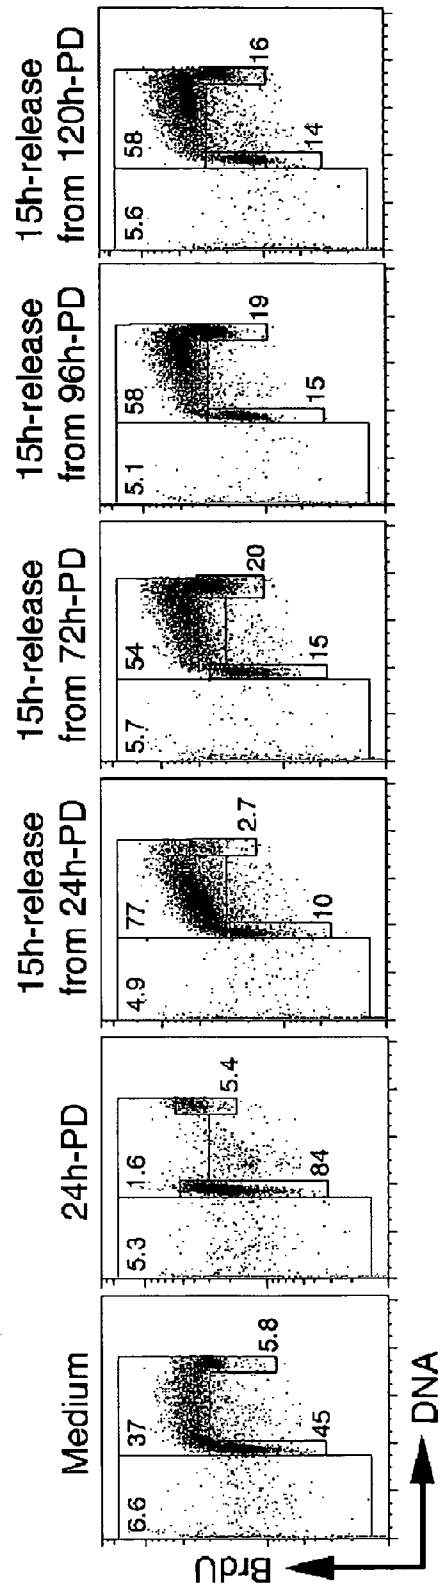 Medium
24h-PD
15h-release
from 24h-PD
15h-release
from 72h-PD
15h-release
from 96h-PD
15h-release
from 120h-PD
6.6
37
45
5.8
5.3
1.6
84
5.4
4.9
77
10
2.7
5.7
54
15
20
5.1
58
15
19
5.6
58
14
16
BrdU
DNA